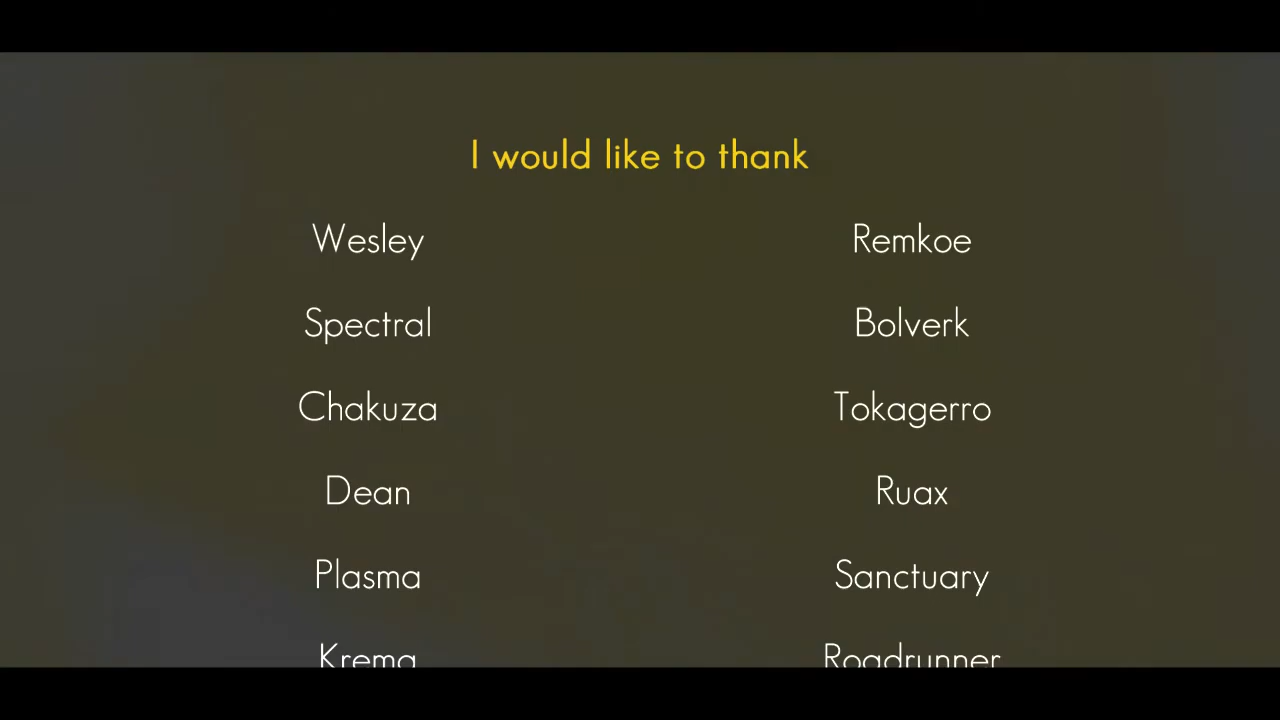 I would like to thank
Wesley Remkoe
Spectral Bolverk
Chakuza Tokagerro
Dean Ruax
Plasma Sanctuary
Krema Roadrunner